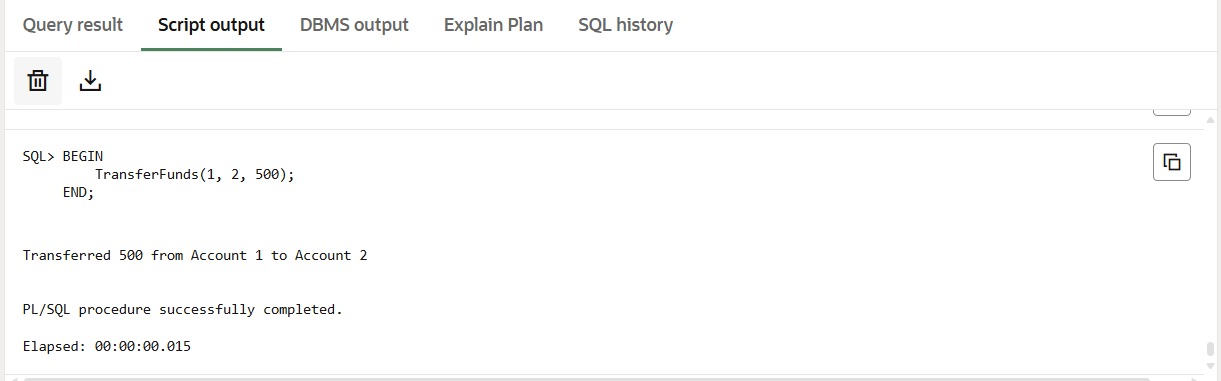 Query result Script output DBMS output Explain Plan SQL history
SQL> BEGIN
TransferFunds(1, 2, 500);
END;
Transferred 500 from Account 1 to Account 2
PL/SQL procedure successfully completed.
Elapsed: 00:00:00.015